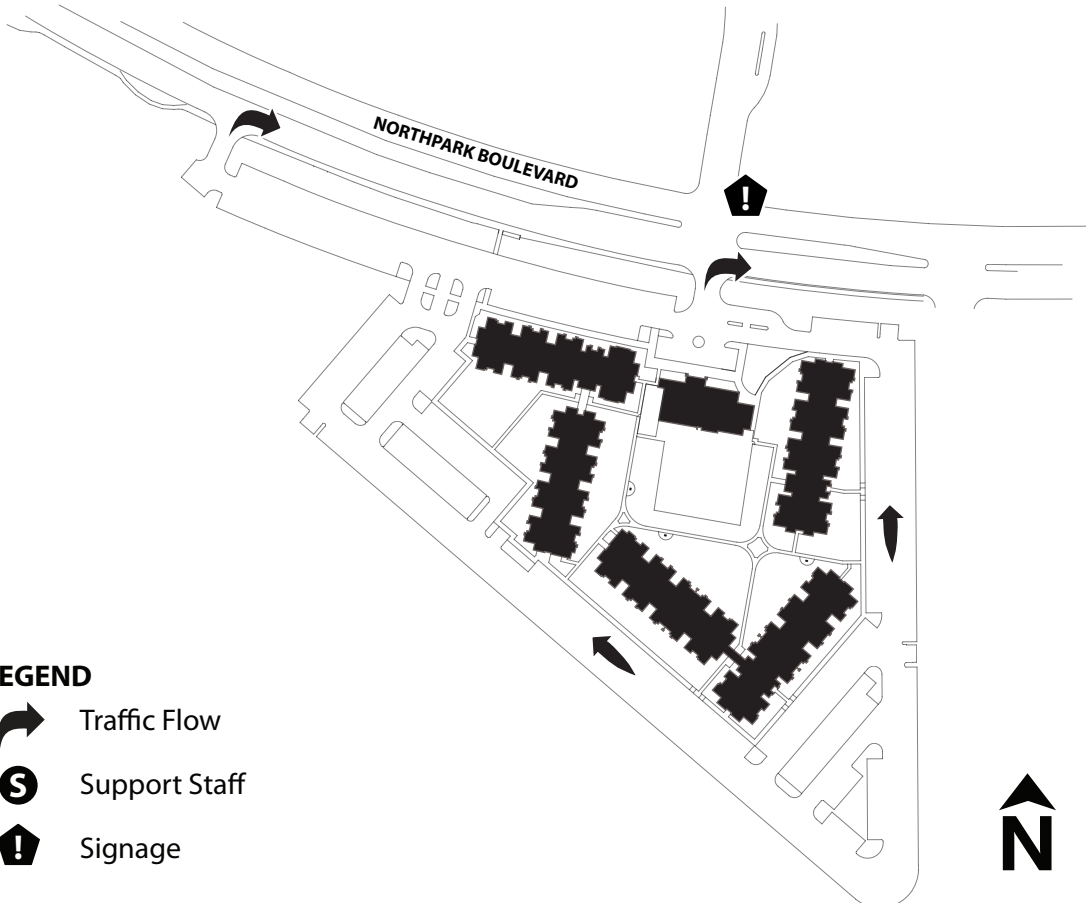 NORTHPARK BOULEVARD
!
EGEND
Traffic Flow
S Support Staff
! Signage
N